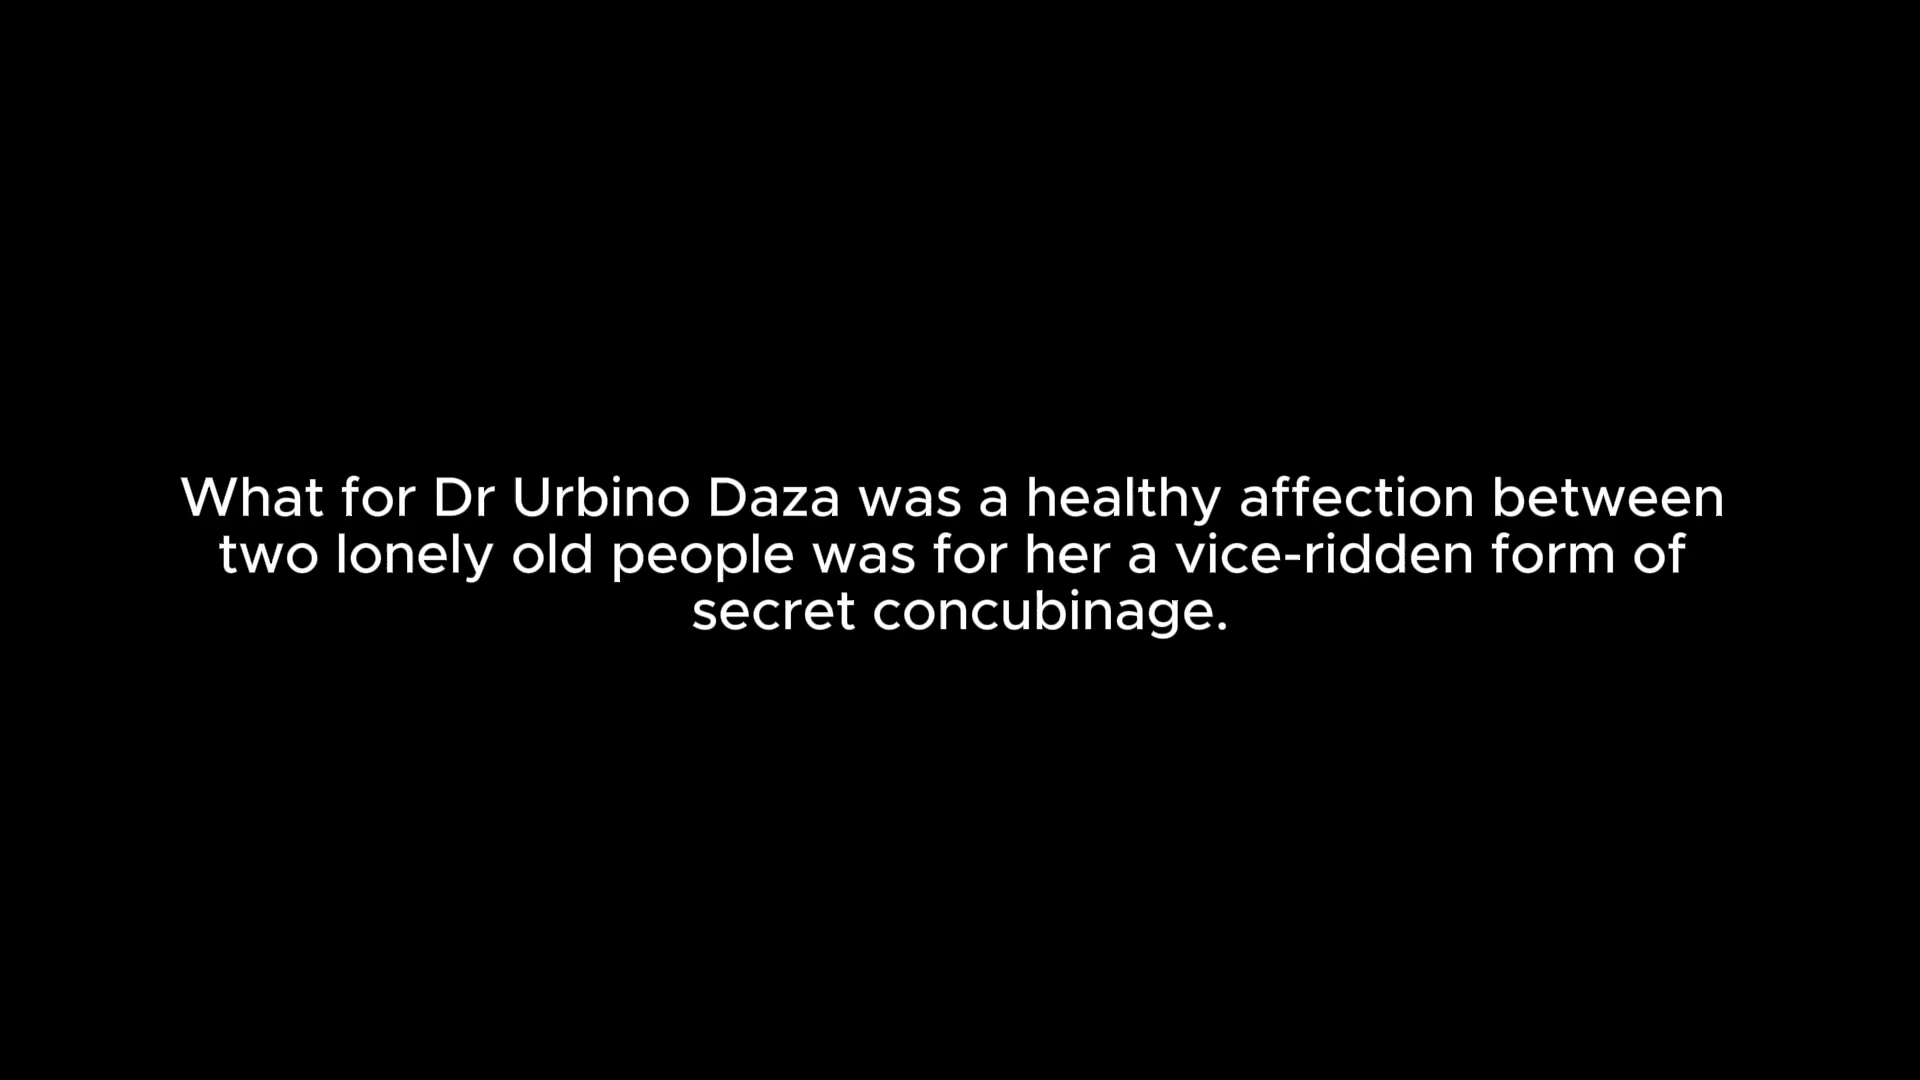 What for Dr Urbino Daza was a healthy affection between
two lonely old people was for her a vice-ridden form of
secret concubinage.